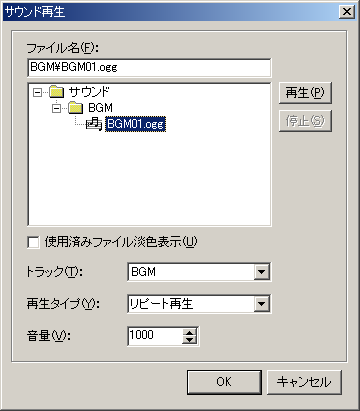 サウンド再生
ファイル名(F):
BGM¥BGM01.ogg
サウンド
BGM
BGM01.ogg
再生(P)
停止(S)
使用済みファイル淡色表示(U)
トラック(T):
BGM
再生タイプ(Y):
リピート再生
音量(V):
1000
OK
キャンセル